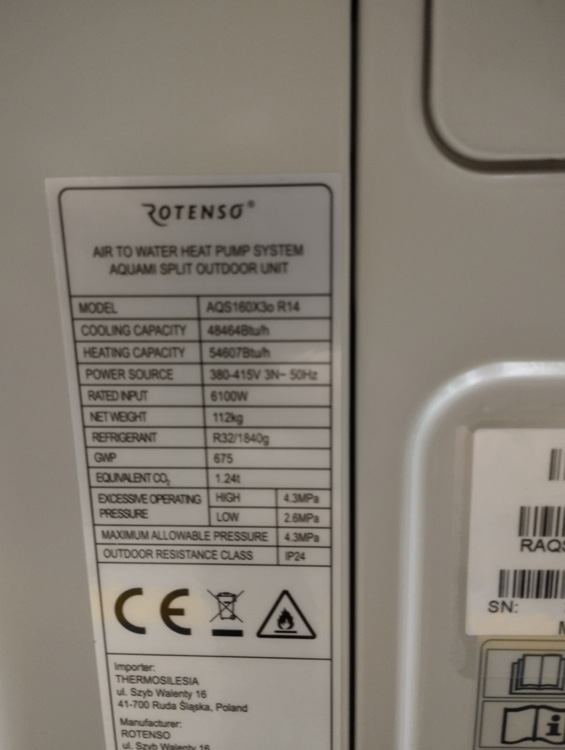 ROTENSO®
AIR TO WATER HEAT PUMP SYSTEM
AQUAMI SPLIT OUTDOOR UNIT
MODEL AQS160X3o R14
COOLING CAPACITY 48464Btu/h
HEATING CAPACITY 54607Btu/h
POWER SOURCE 380-415V 3N~ 50Hz
RATED INPUT 6100W
NET WEIGHT 112kg
REFRIGERANT R32/1840g
GWP 675
EQUIVALENT CO₂ 1.24t
EXCESSIVE OPERATING PRESSURE HIGH 4.3MPa
LOW 2.6MPa
MAXIMUM ALLOWABLE PRESSURE 4.3MPa
OUTDOOR RESISTANCE CLASS IP24
CE
Importer:
THERMOSILESIA
ul. Szyb Walenty 16
41-700 Ruda Śląska, Poland
Manufacturer:
ROTENSO
ul. Szyb Walenty 16
RAQS
SN: